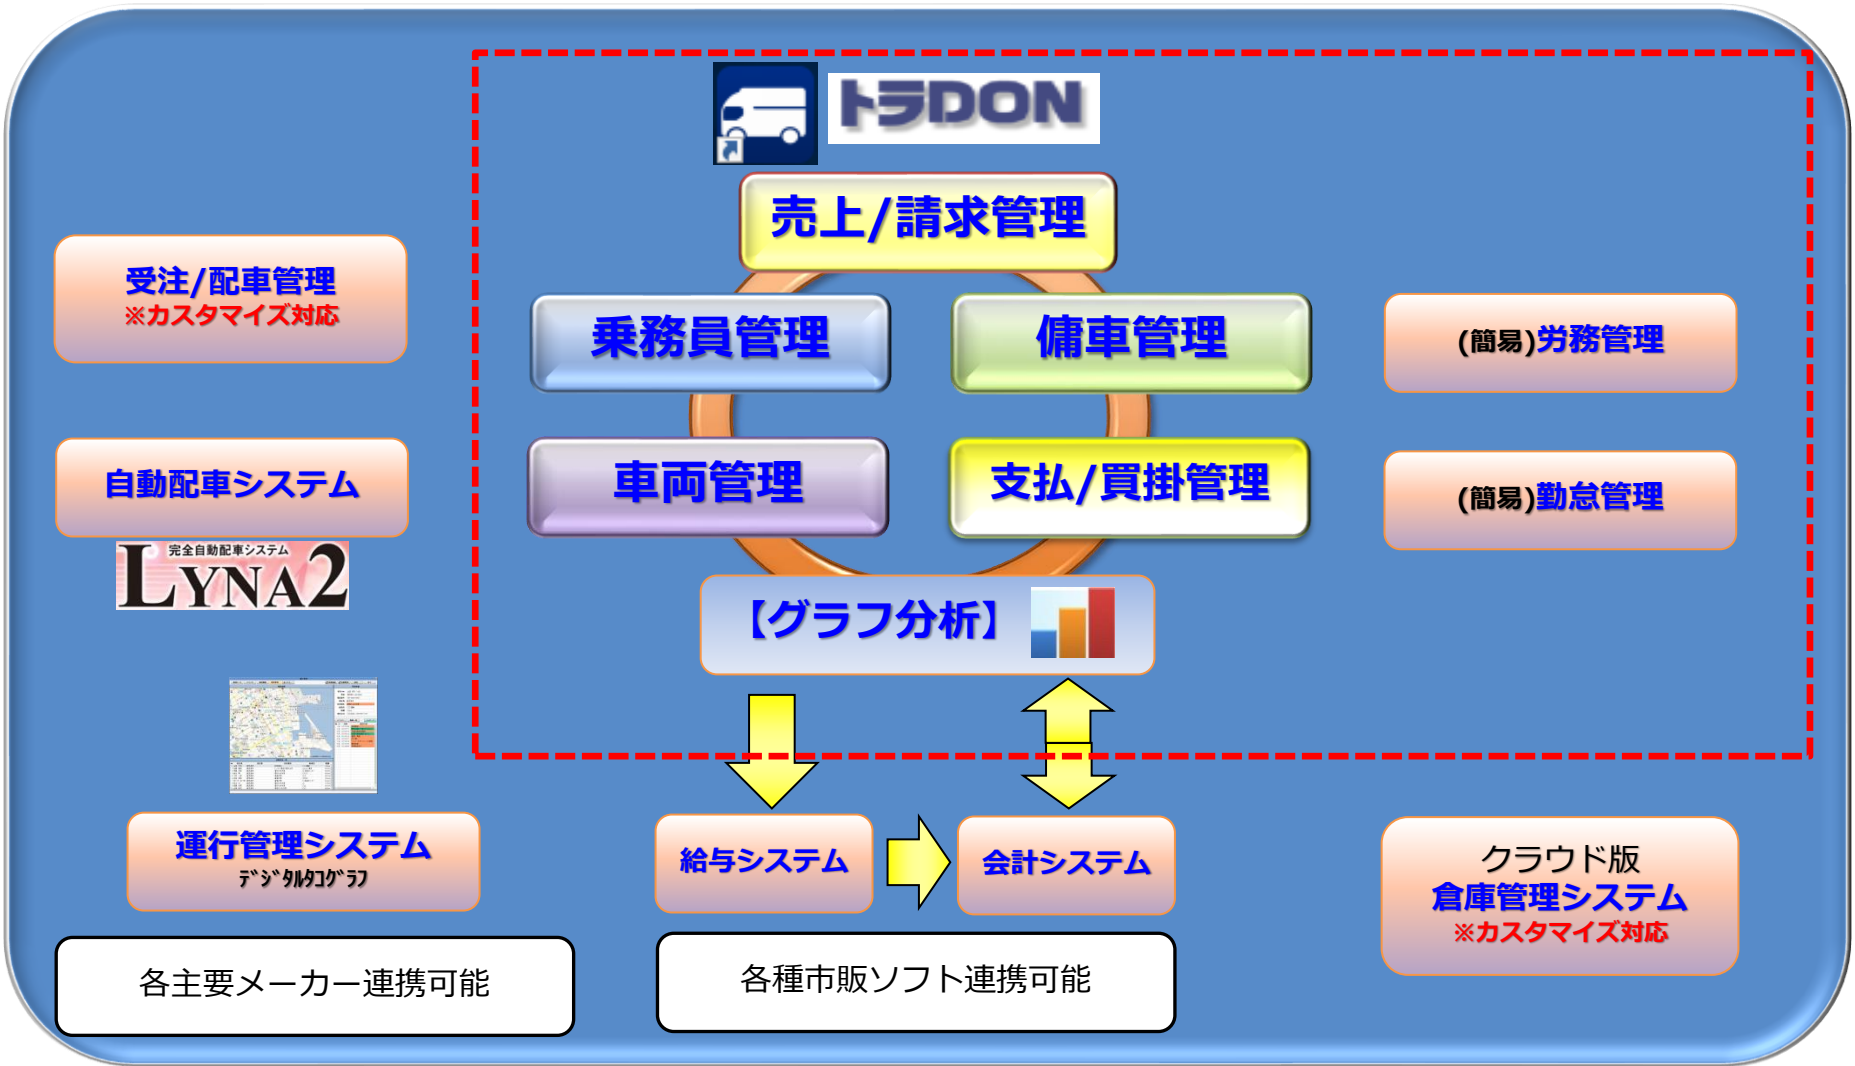 トラDON
売上/請求管理
受注/配車管理
※カスタマイズ対応
乗務員管理
傭車管理
(簡易)労務管理
自動配車システム
車両管理
支払/買掛管理
(簡易)勤怠管理
完全自動配車システム
LYNA2
【グラフ分析】
運行管理システム
ﾃﾞｼﾞﾀﾙﾀｺｸﾞﾗﾌ
給与システム
会計システム
クラウド版
倉庫管理システム
※カスタマイズ対応
各主要メーカー連携可能
各種市販ソフト連携可能